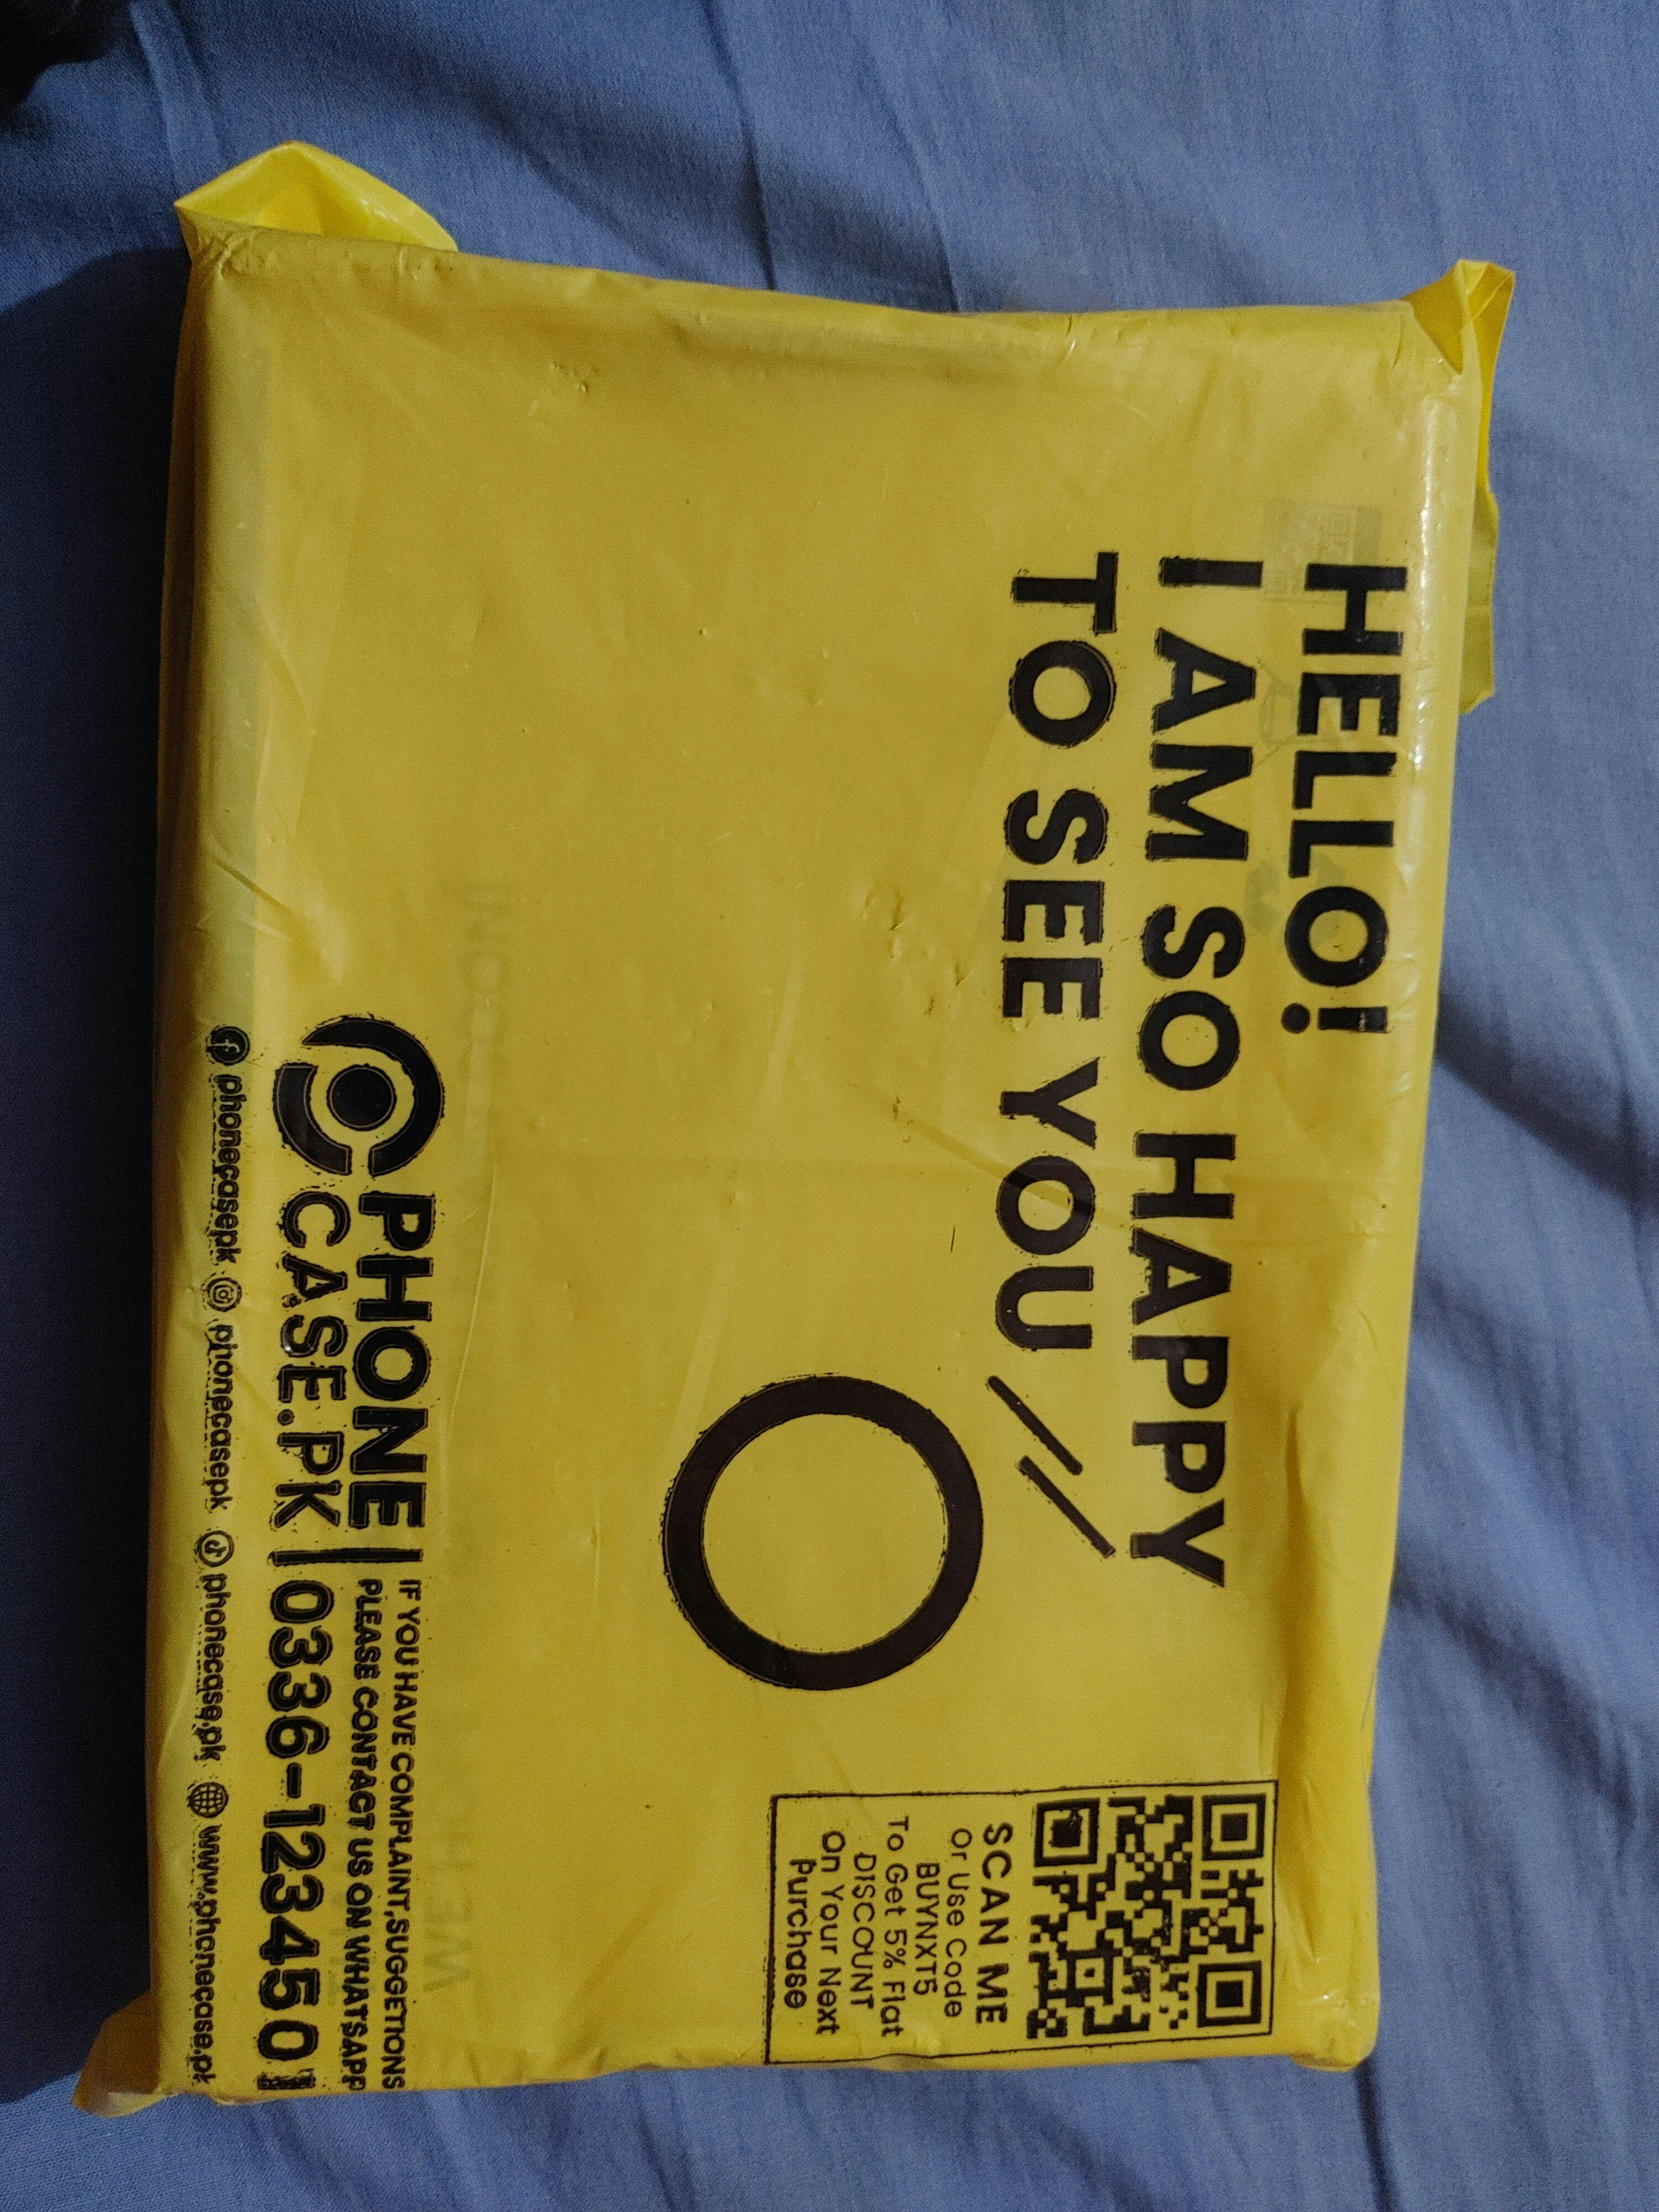 HELLO!
I AM SO HAPPY
TO SEE YOU
SCAN ME
Or Use Code
BUYNXT5
To Get 5% Flat
DISCOUNT
On Your Next
Purchase
PHONE
CASE.PK
IF YOU HAVE COMPLAINT,SUGGETIONS
PLEASE CONTACT US ON WHATSAPP
0336-1234501
phonecasepk phonecasepk phonecase.pk www.phonecase.pk